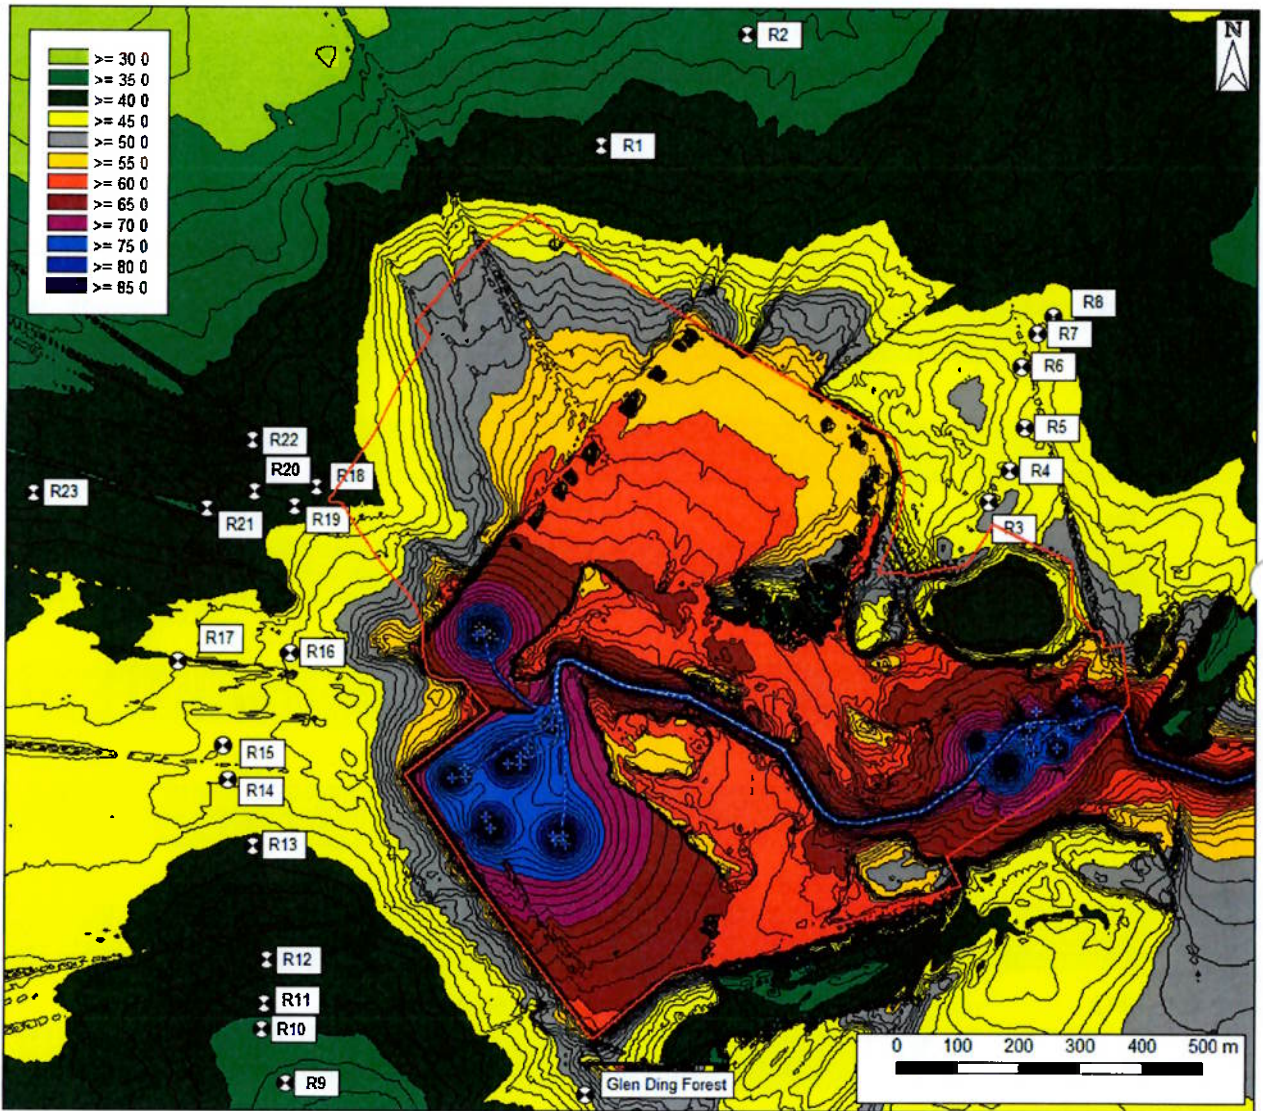 N
>= 30 0
>= 35 0
>= 40 0
>= 45 0
>= 50 0
>= 55 0
>= 60 0
>= 65 0
>= 70 0
>= 75 0
>= 80 0
>= 85 0
R2
R1
R8
R7
R6
R5
R4
R3
R22
R20
R18
R23
R21
R19
R17
R16
R15
R14
R13
R12
R11
R10
R9
Glen Ding Forest
0 100 200 300 400 500 m